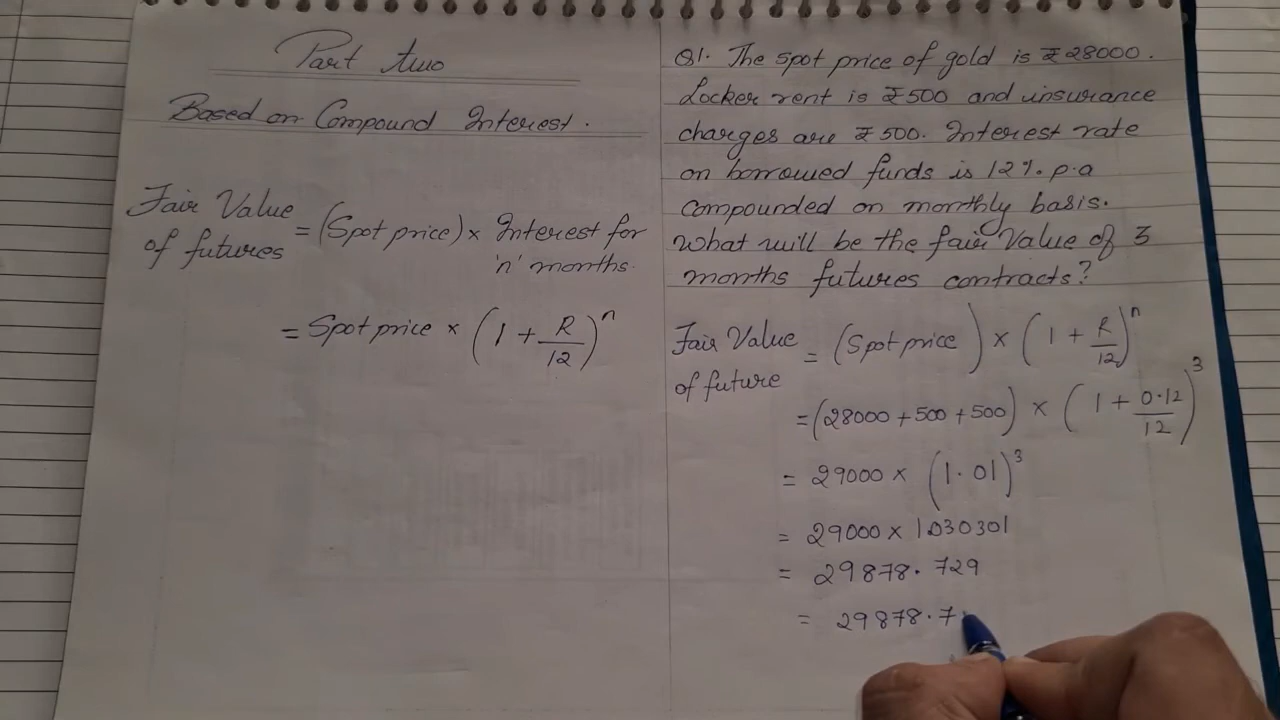 Part two
Based on Compound Interest.
Fair Value of futures = (Spot price) × Interest for 'n' months.
= Spot price × (1 + R/12)^n
Q1. The spot price of gold is ₹28000.
Locker rent is ₹500 and insurance
charges are ₹500. Interest rate
on borrowed funds is 12%. p.a
compounded on monthly basis.
What will be the fair Value of 3
months futures contracts?
Fair Value of future = (Spot price) × (1 + R/12)^n
= (28000 + 500 + 500) × (1 + 0.12/12)^3
= 29000 × (1.01)^3
= 29000 × 1.030301
= 29878.729
= 29878.7